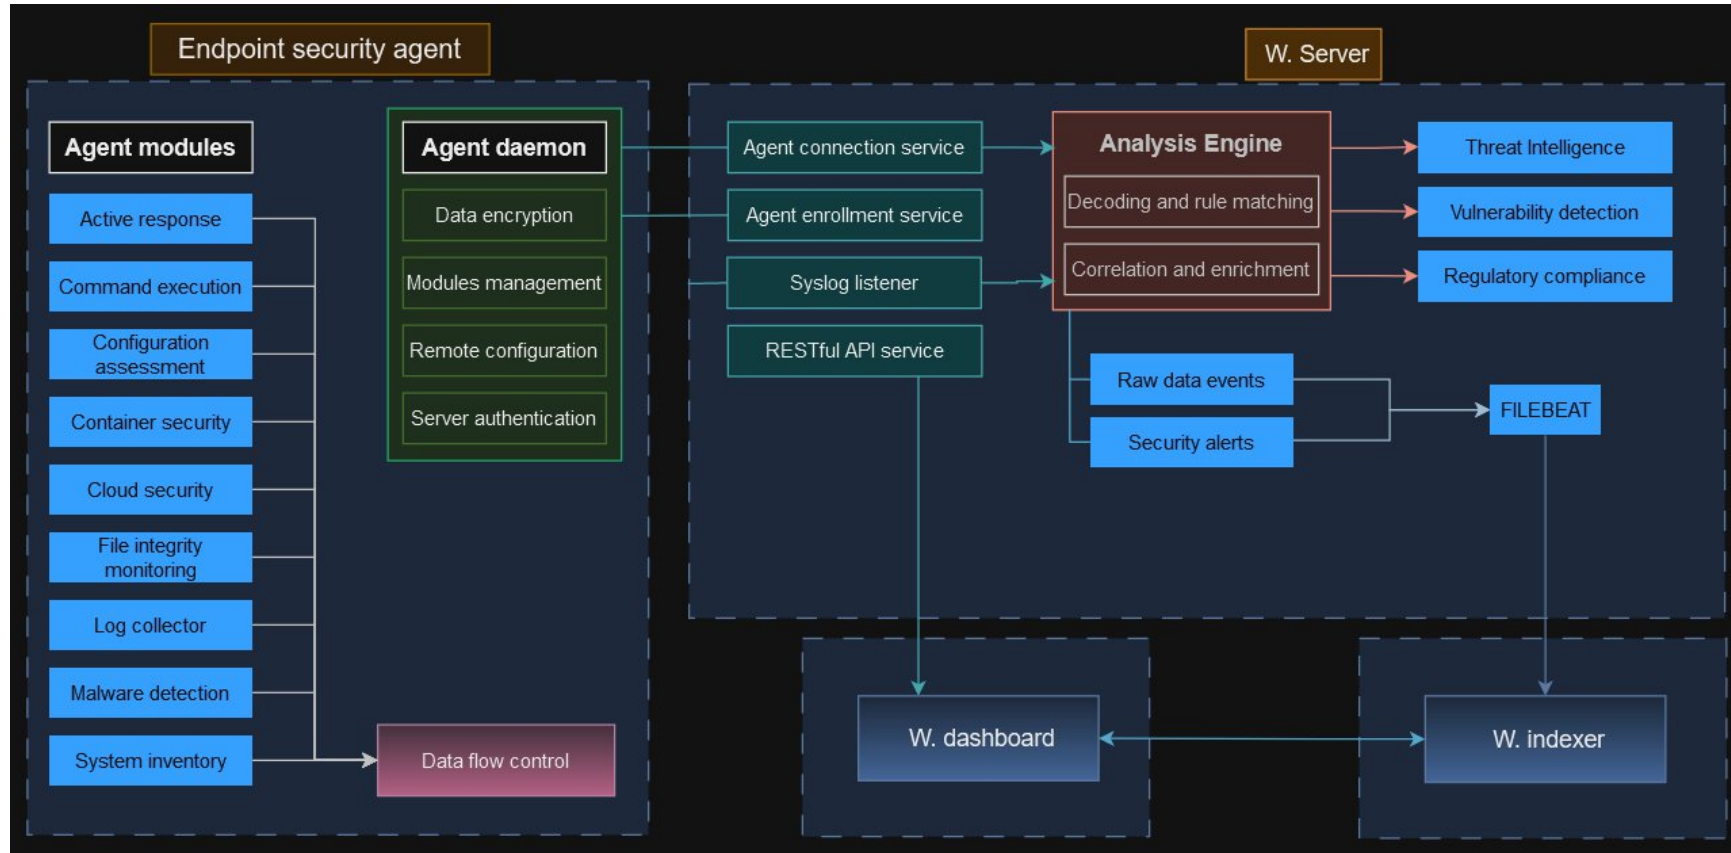 Endpoint security agent
W. Server
Agent modules
Active response
Command execution
Configuration
assessment
Container security
Cloud security
File integrity
monitoring
Log collector
Malware detection
System inventory
Agent daemon
Data encryption
Modules management
Remote configuration
Server authentication
Data flow control
Agent connection service
Agent enrollment service
Syslog listener
RESTful API service
Analysis Engine
Decoding and rule matching
Correlation and enrichment
Threat Intelligence
Vulnerability detection
Regulatory compliance
Raw data events
Security alerts
FILEBEAT
W. dashboard
W. indexer